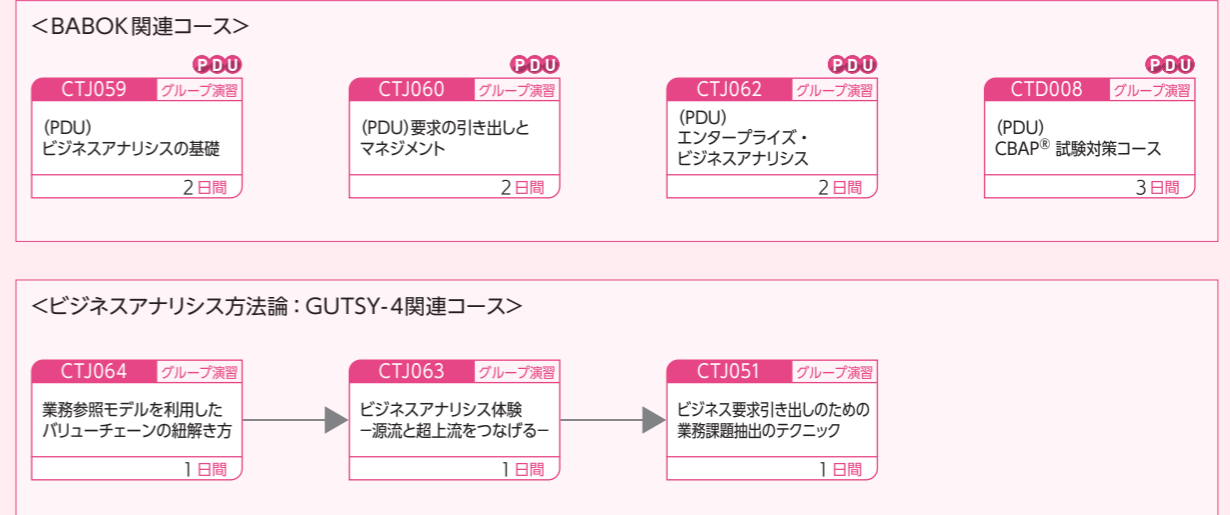 ＜BABOK関連コース＞
PDU
CTJ059 グループ演習
(PDU)
ビジネスアナリシスの基礎
2日間
PDU
CTJ060 グループ演習
(PDU)要求の引き出しと
マネジメント
2日間
PDU
CTJ062 グループ演習
(PDU)
エンタープライズ・
ビジネスアナリシス
2日間
PDU
CTD008 グループ演習
(PDU)
CBAP® 試験対策コース
3日間
＜ビジネスアナリシス方法論：GUTSY-4関連コース＞
CTJ064 グループ演習
業務参照モデルを利用した
バリューチェーンの紐解き方
1日間
CTJ063 グループ演習
ビジネスアナリシス体験
−源流と超上流をつなげる−
1日間
CTJ051 グループ演習
ビジネス要求引き出しのための
業務課題抽出のテクニック
1日間